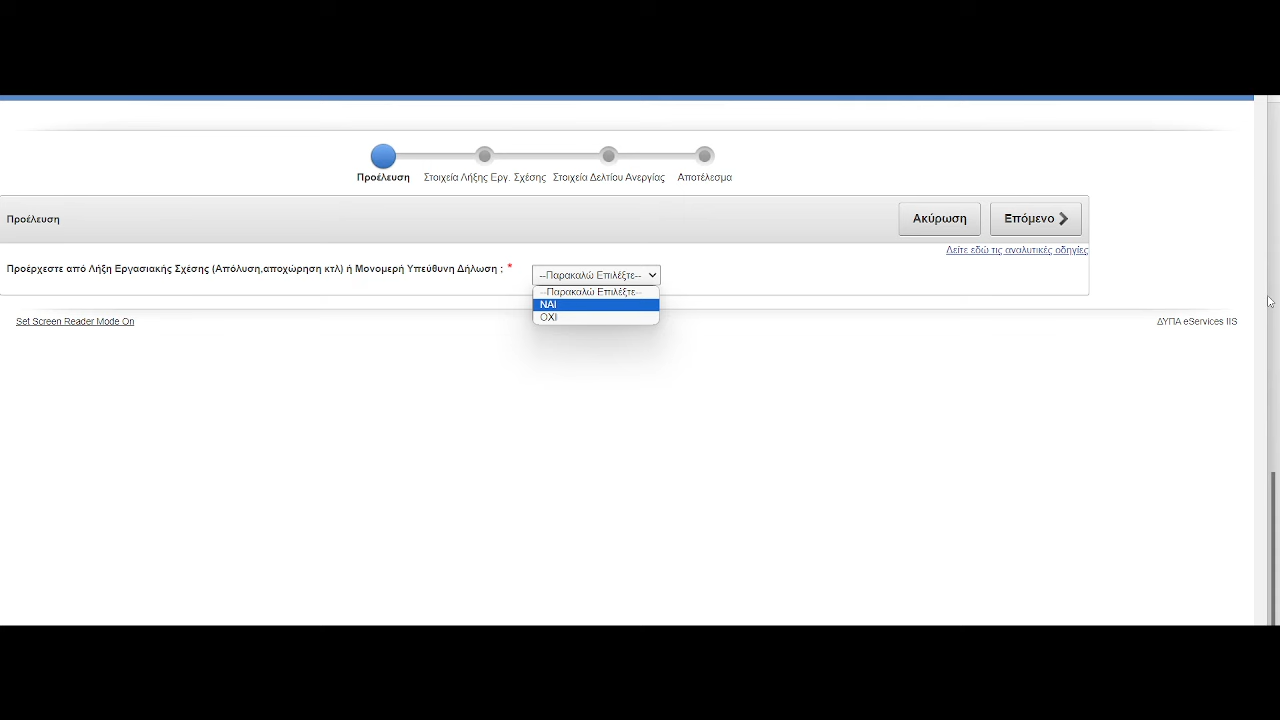 Προέλευση
Στοιχεία Λήξης Εργ. Σχέσης
Στοιχεία Δελτίου Ανεργίας
Αποτέλεσμα
Προέλευση
Ακύρωση
Επόμενο
Δείτε εδώ τις αναλυτικές οδηγίες
Προέρχεστε από Λήξη Εργασιακής Σχέσης (Απόλυση,αποχώρηση κτλ) ή Μονομερή Υπεύθυνη Δήλωση ; *
--Παρακαλώ Επιλέξτε--
--Παρακαλώ Επιλέξτε--
ΝΑΙ
ΟΧΙ
Set Screen Reader Mode On
ΔΥΠΑ eServices IIS